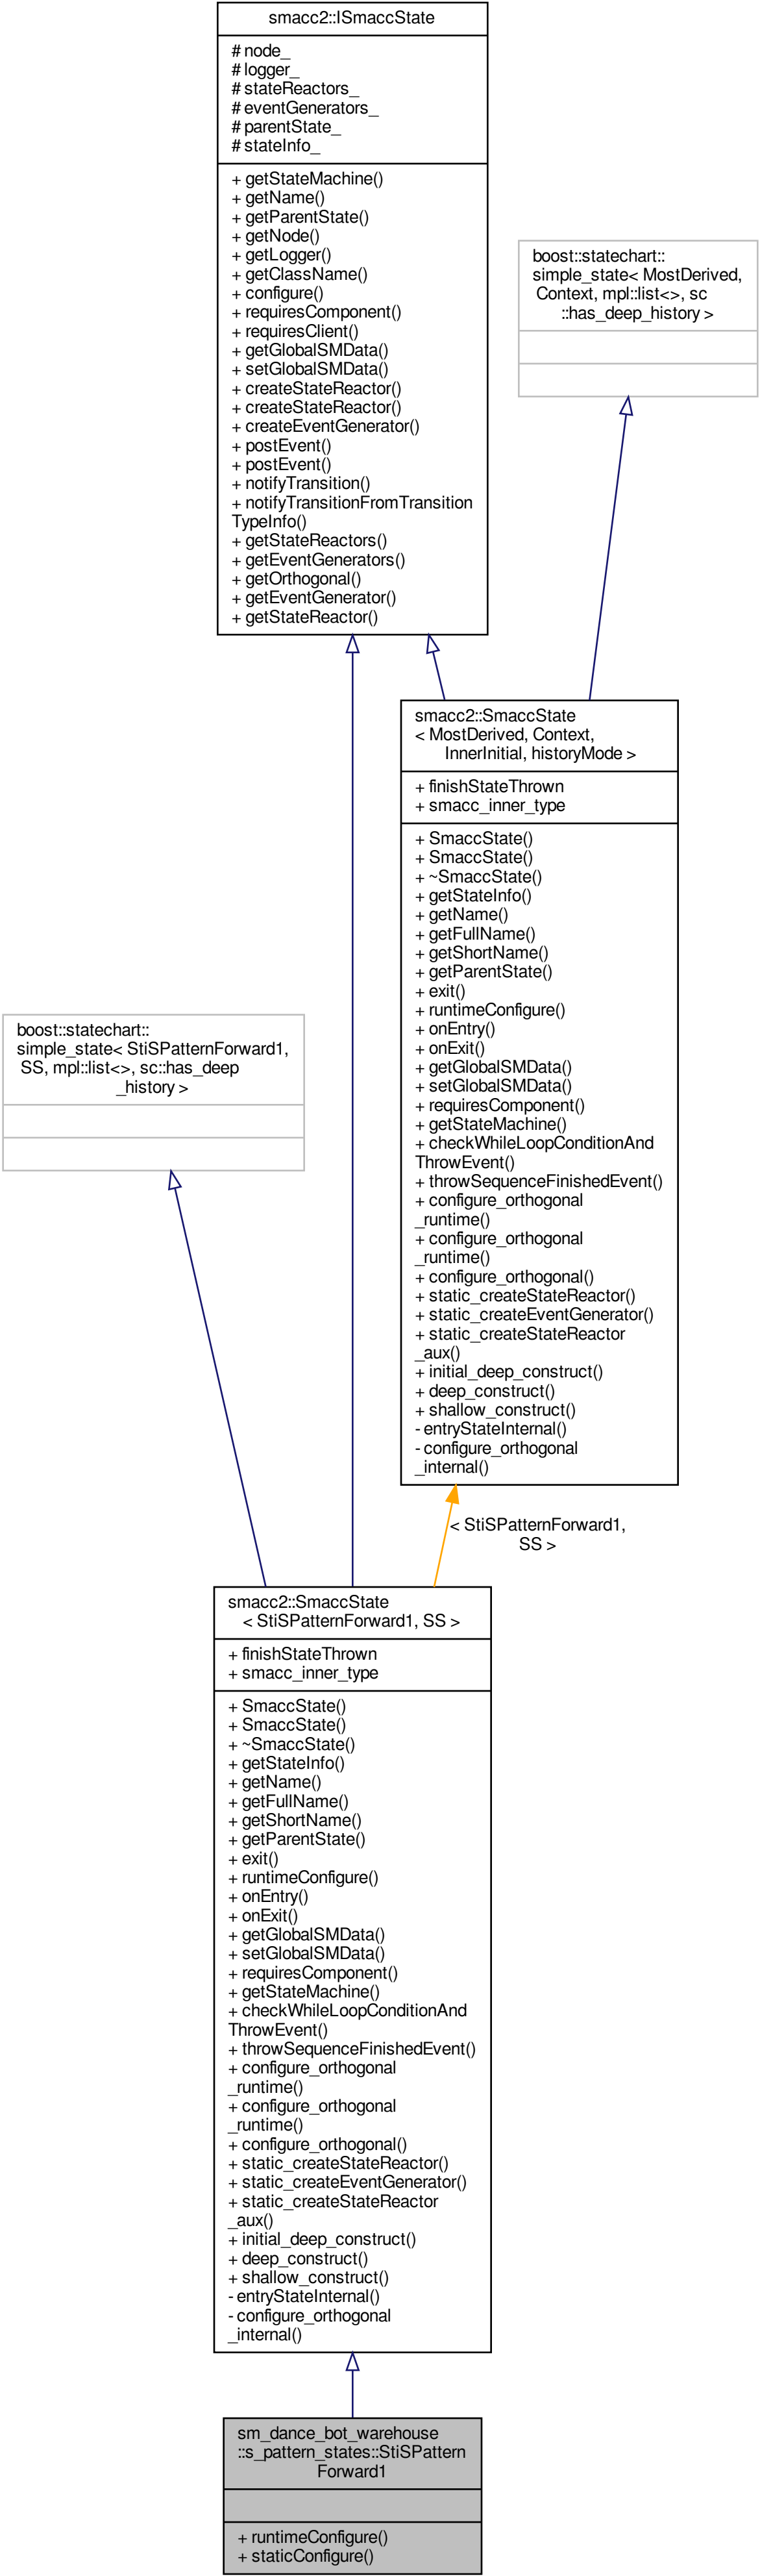 smacc2::ISmaccState
# node_
# logger_
# stateReactors_
# eventGenerators_
# parentState_
# stateInfo_
+ getStateMachine()
+ getName()
+ getParentState()
+ getNode()
+ getLogger()
+ getClassName()
+ configure()
+ requiresComponent()
+ requiresClient()
+ getGlobalSMData()
+ setGlobalSMData()
+ createStateReactor()
+ createStateReactor()
+ createEventGenerator()
+ postEvent()
+ postEvent()
+ notifyTransition()
+ notifyTransitionFromTransition
TypeInfo()
+ getStateReactors()
+ getEventGenerators()
+ getOrthogonal()
+ getEventGenerator()
+ getStateReactor()
boost::statechart::
simple_state< MostDerived,
Context, mpl::list<>, sc
::has_deep_history >
smacc2::SmaccState
< MostDerived, Context,
InnerInitial, historyMode >
+ finishStateThrown
+ smacc_inner_type
+ SmaccState()
+ SmaccState()
+ ~SmaccState()
+ getStateInfo()
+ getName()
+ getFullName()
+ getShortName()
+ getParentState()
+ exit()
+ runtimeConfigure()
+ onEntry()
+ onExit()
+ getGlobalSMData()
+ setGlobalSMData()
+ requiresComponent()
+ getStateMachine()
+ checkWhileLoopConditionAnd
ThrowEvent()
+ throwSequenceFinishedEvent()
+ configure_orthogonal
_runtime()
+ configure_orthogonal
_runtime()
+ configure_orthogonal()
+ static_createStateReactor()
+ static_createEventGenerator()
+ static_createStateReactor
_aux()
+ initial_deep_construct()
+ deep_construct()
+ shallow_construct()
- entryStateInternal()
- configure_orthogonal
_internal()
boost::statechart::
simple_state< StiSPatternForward1,
SS, mpl::list<>, sc::has_deep
_history >
< StiSPatternForward1,
SS >
smacc2::SmaccState
< StiSPatternForward1, SS >
+ finishStateThrown
+ smacc_inner_type
+ SmaccState()
+ SmaccState()
+ ~SmaccState()
+ getStateInfo()
+ getName()
+ getFullName()
+ getShortName()
+ getParentState()
+ exit()
+ runtimeConfigure()
+ onEntry()
+ onExit()
+ getGlobalSMData()
+ setGlobalSMData()
+ requiresComponent()
+ getStateMachine()
+ checkWhileLoopConditionAnd
ThrowEvent()
+ throwSequenceFinishedEvent()
+ configure_orthogonal
_runtime()
+ configure_orthogonal
_runtime()
+ configure_orthogonal()
+ static_createStateReactor()
+ static_createEventGenerator()
+ static_createStateReactor
_aux()
+ initial_deep_construct()
+ deep_construct()
+ shallow_construct()
- entryStateInternal()
- configure_orthogonal
_internal()
sm_dance_bot_warehouse
::s_pattern_states::StiSPattern
Forward1
+ runtimeConfigure()
+ staticConfigure()